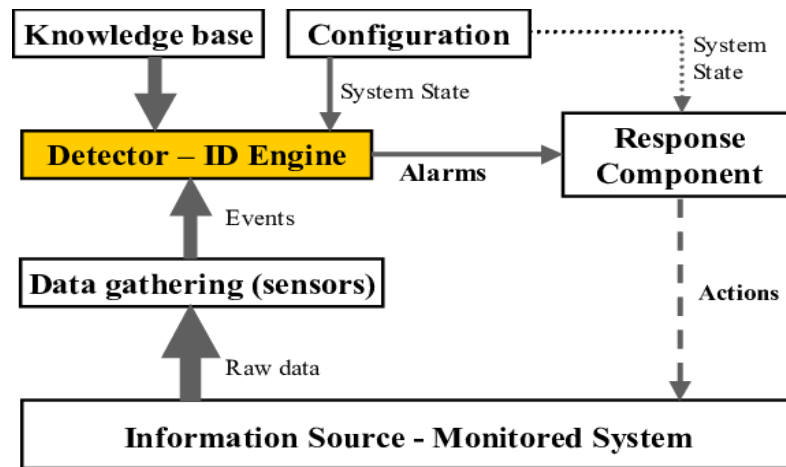 Knowledge base
Configuration
System
State
System State
Detector – ID Engine
Alarms
Response
Component
Events
Data gathering (sensors)
Actions
Raw data
Information Source - Monitored System